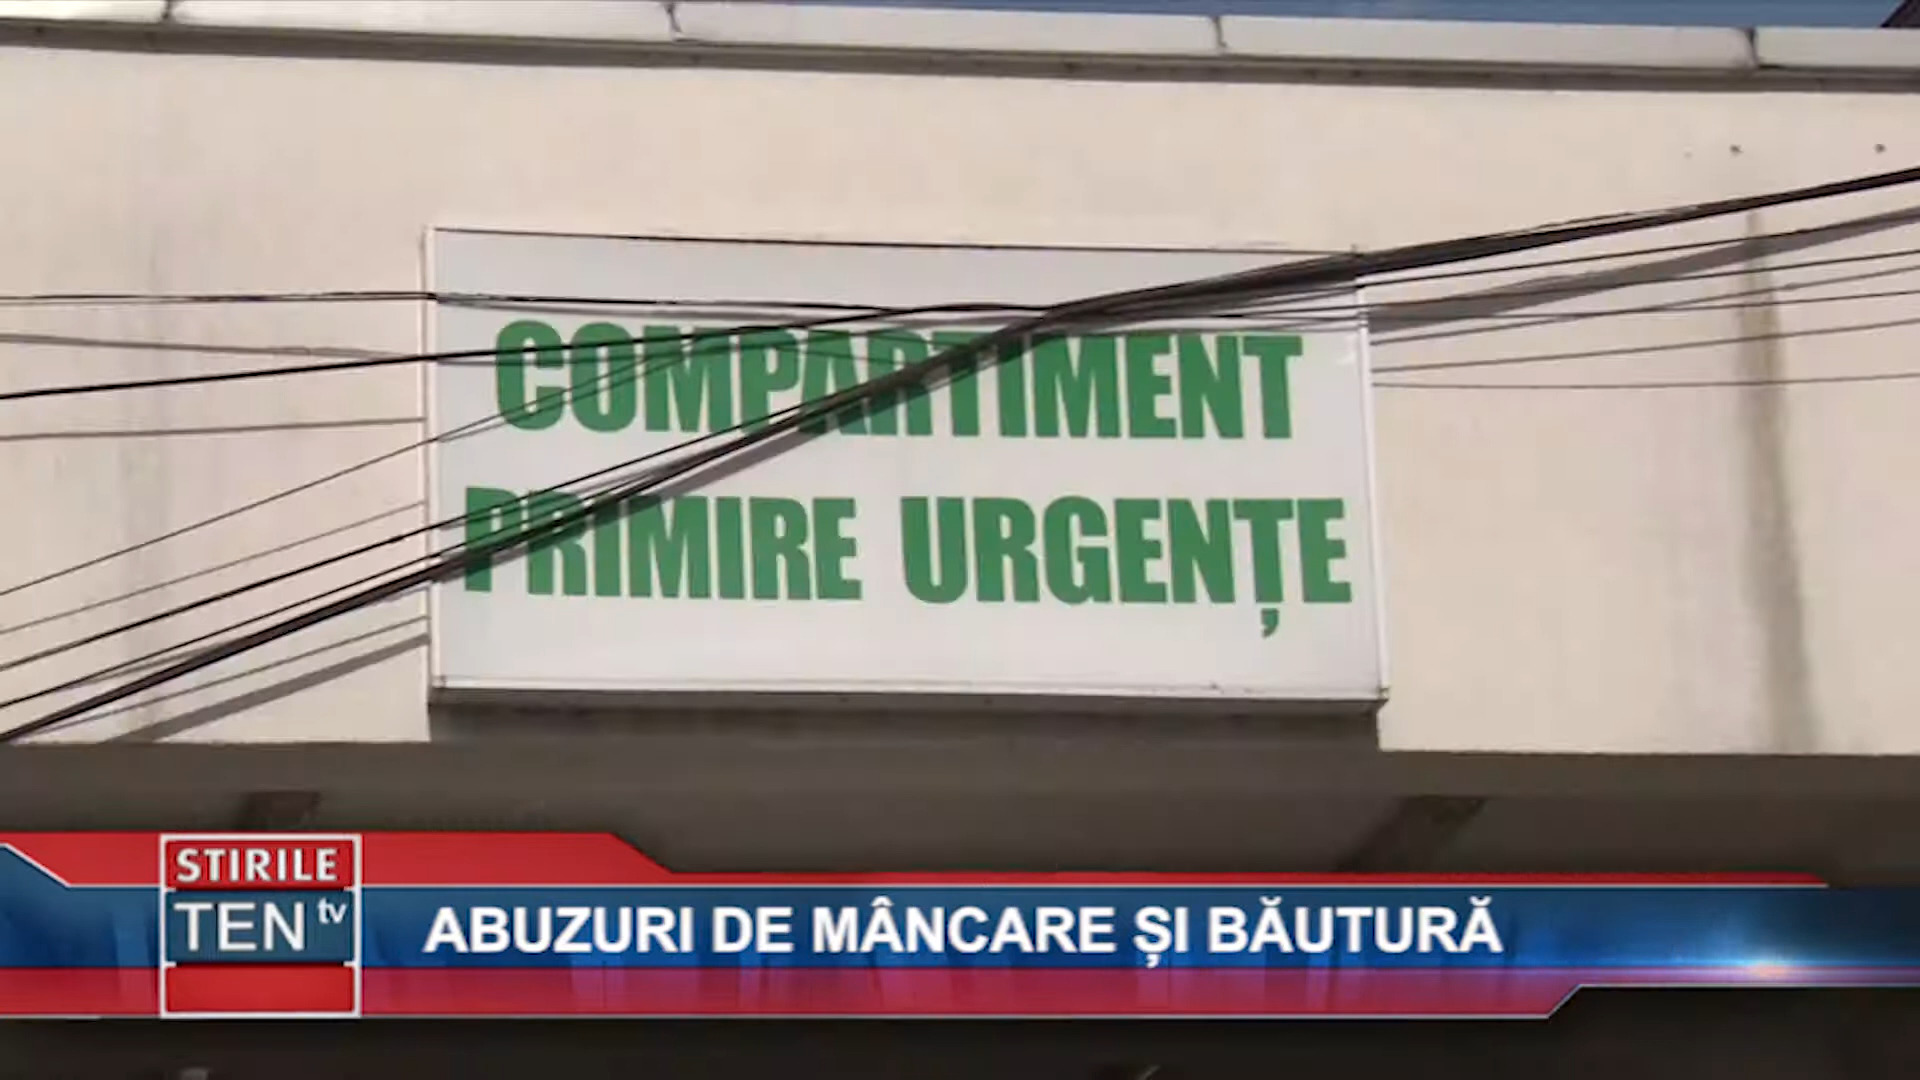 COMPARTIMENT
PRIMIRE URGENȚE
STIRILE
TEN tv
ABUZURI DE MÂNCARE ȘI BĂUTURĂ